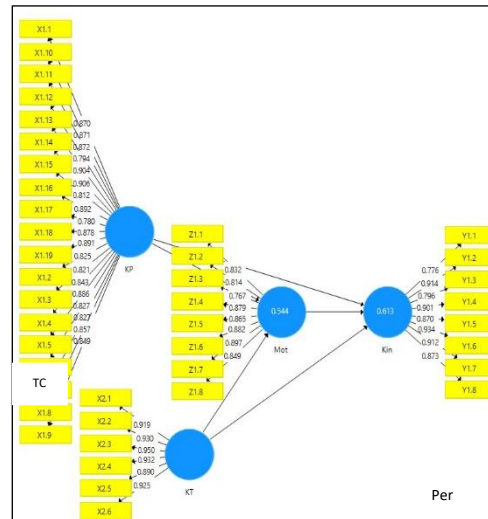 X1.1
X1.10
X1.11
X1.12
X1.13
X1.14
X1.15
X1.16
X1.17
X1.18
X1.19
X1.2
X1.3
X1.4
X1.5
X1.8
X1.9
0.870
0.871
0.872
0.794
0.904
0.906
0.812
0.892
0.780
0.878
0.891
0.825
0.821
0.843
0.886
0.827
0.827
0.857
0.849
KP
TC
Z1.1
Z1.2
Z1.3
Z1.4
Z1.5
Z1.6
Z1.7
Z1.8
0.832
0.814
0.767
0.879
0.865
0.882
0.897
0.849
0.544
Mot
0.613
Kin
0.776
0.914
0.796
0.901
0.870
0.934
0.912
0.873
Y1.1
Y1.2
Y1.3
Y1.4
Y1.5
Y1.6
Y1.7
Y1.8
X2.1
X2.2
X2.3
X2.4
X2.5
X2.6
0.919
0.930
0.950
0.932
0.890
0.925
KT
Per